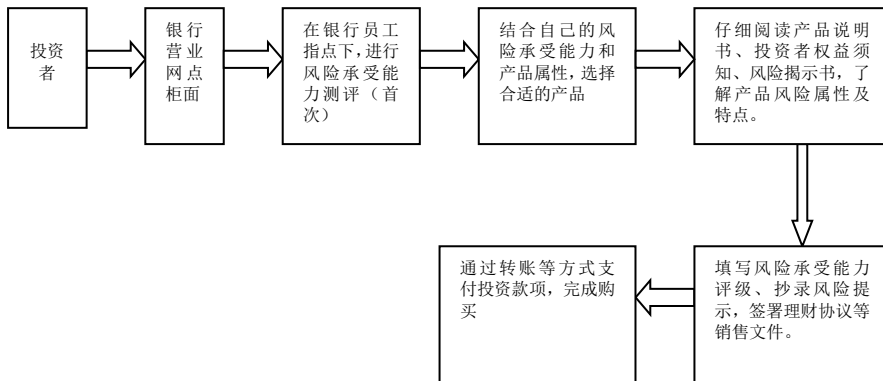 投资
者
银行
营业
网点
柜面
在银行员工
指点下，进行
风险承受能
力测评（首
次）
结合自己的风
险承受能力和
产品属性，选择
合适的产品
仔细阅读产品说明
书、投资者权益须
知、风险揭示书，了
解产品风险属性及
特点。
填写风险承受能力
评级、抄录风险提
示，签署理财协议等
销售文件。
通过转账等方式支
付投资款项，完成购
买